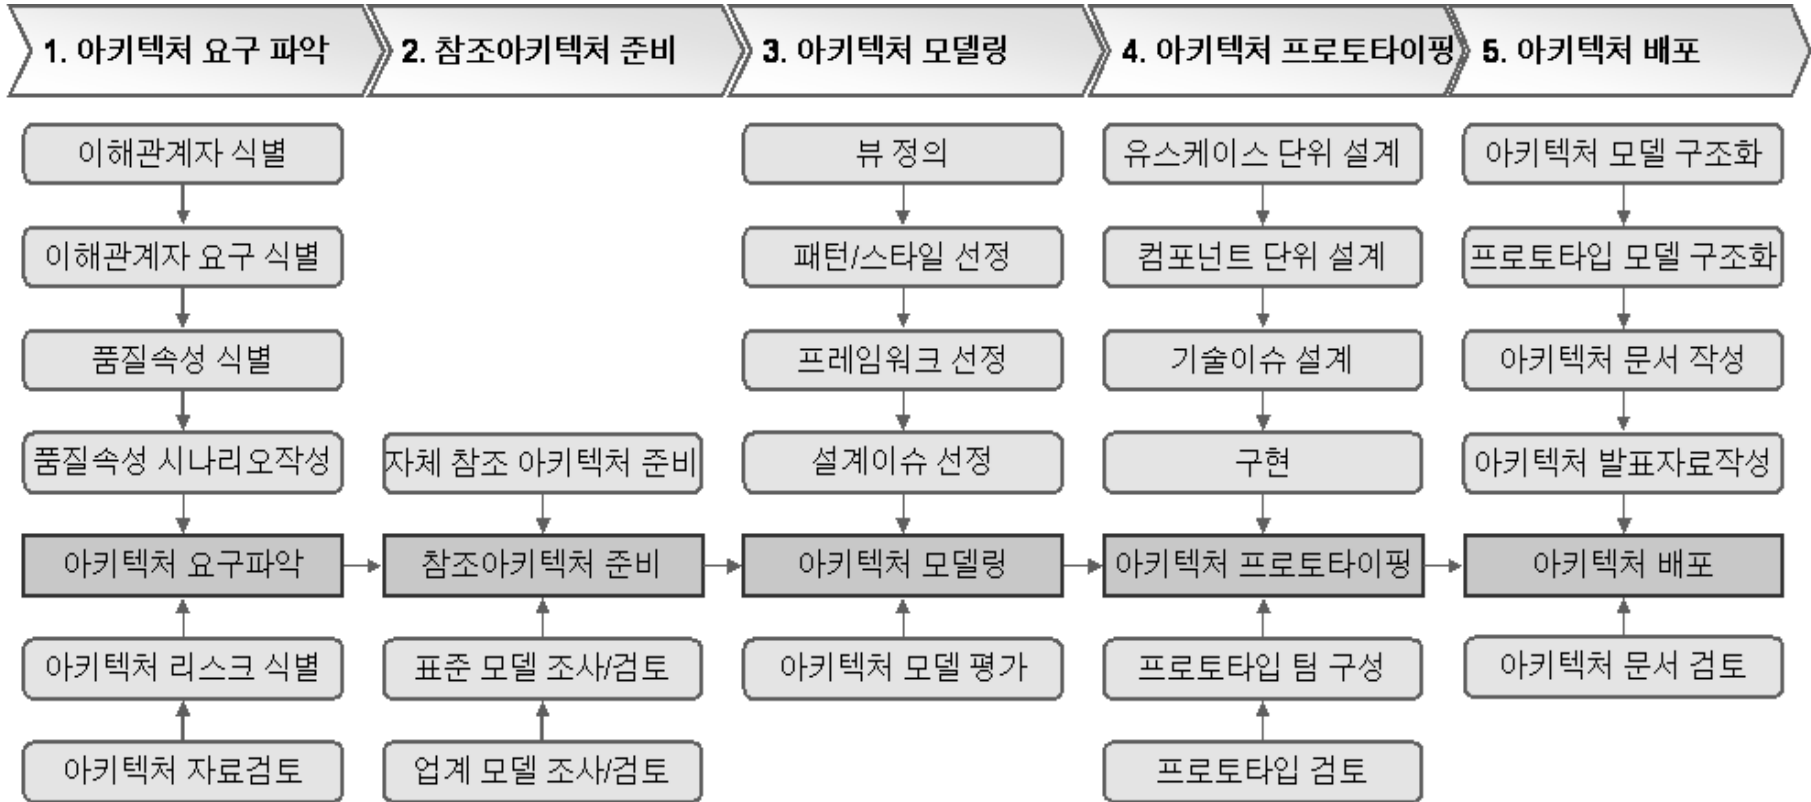 1. 아키텍처 요구 파악
2. 참조아키텍처 준비
3. 아키텍처 모델링
4. 아키텍처 프로토타이핑
5. 아키텍처 배포
이해관계자 식별
이해관계자 요구 식별
품질속성 식별
품질속성 시나리오작성
아키텍처 요구파악
아키텍처 리스크 식별
아키텍처 자료검토
자체 참조 아키텍처 준비
참조아키텍처 준비
표준 모델 조사/검토
업계 모델 조사/검토
뷰 정의
패턴/스타일 선정
프레임워크 선정
설계이슈 선정
아키텍처 모델링
아키텍처 모델 평가
유스케이스 단위 설계
컴포넌트 단위 설계
기술이슈 설계
구현
아키텍처 프로토타이핑
프로토타입 팀 구성
프로토타입 검토
아키텍처 모델 구조화
프로토타입 모델 구조화
아키텍처 문서 작성
아키텍처 발표자료작성
아키텍처 배포
아키텍처 문서 검토